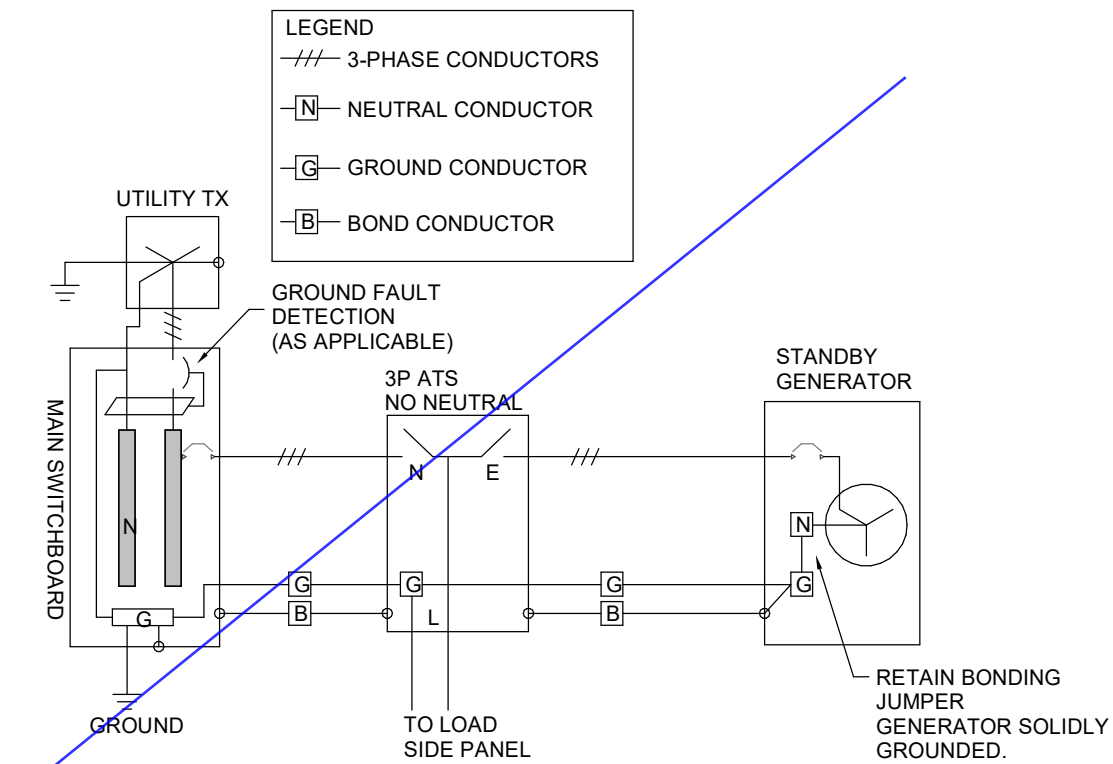 LEGEND
3-PHASE CONDUCTORS
N NEUTRAL CONDUCTOR
G GROUND CONDUCTOR
B BOND CONDUCTOR
UTILITY TX
GROUND FAULT
DETECTION
(AS APPLICABLE)
3P ATS
NO NEUTRAL
STANDBY
GENERATOR
MAIN SWITCHBOARD
N
N E
N
G G G G
G B L B
GROUND
TO LOAD
SIDE PANEL
RETAIN BONDING
JUMPER
GENERATOR SOLIDLY
GROUNDED.